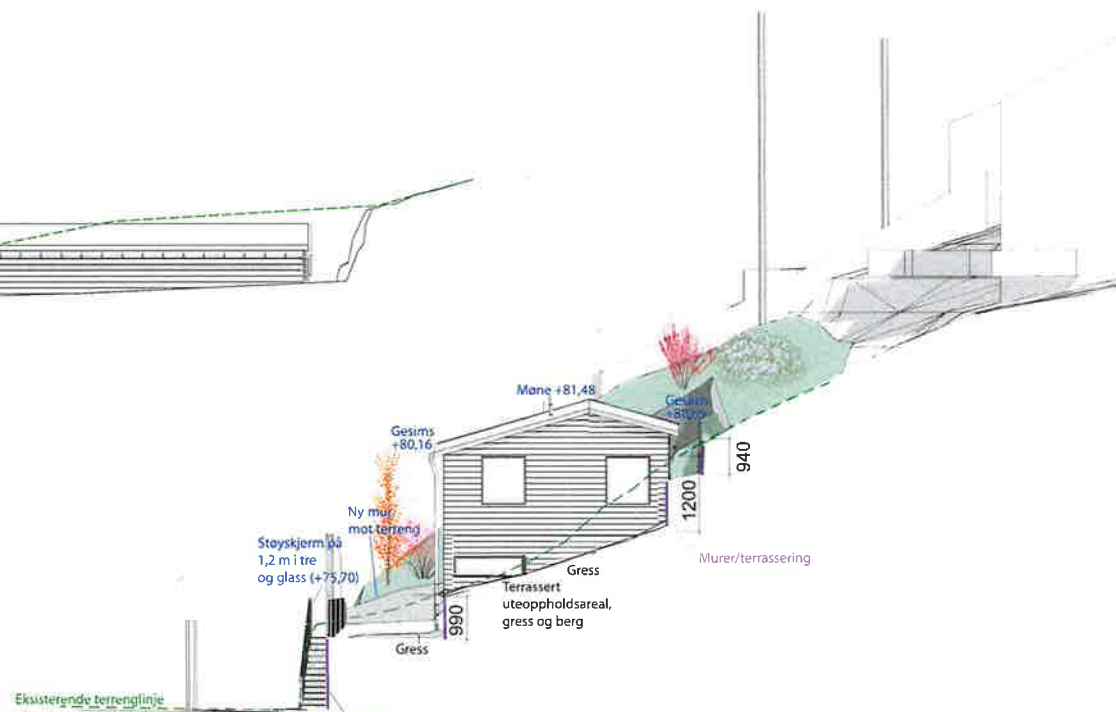 Møne +81,48
Gesims
Gesims
+80,16
940
1200
Ny mur
mot terreng
Støyskjerm på
1,2 m i tre
og glass (+75,70)
Murer/terrassering
Gress
Terrassert
uteoppholdsareal,
gress og berg
990
Gress
Eksisterende terrenglinje